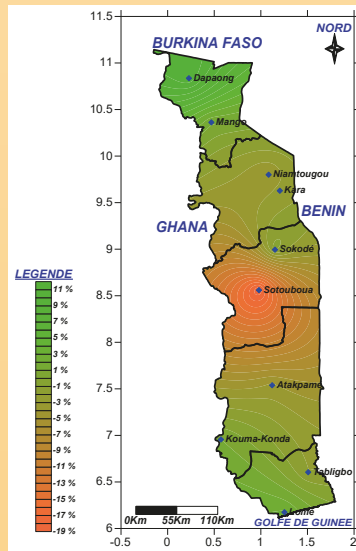 NORD
BURKINA FASO
Dapaong
Mango
Niamtougou
Kara
BENIN
GHANA
Sokodé
Sotouboua
Atakpamé
Kouma-Konda
Tabligbo
Lomé
GOLFE DE GUINEE
0Km 55Km 110Km
LEGENDE
11 %
9 %
7 %
5 %
3 %
1 %
-1 %
-3 %
-5 %
-7 %
-9 %
-11 %
-13 %
-15 %
-17 %
-19 %
11.5
11
10.5
10
9.5
9
8.5
8
7.5
7
6.5
6
-0.5 0 0.5 1 1.5 2